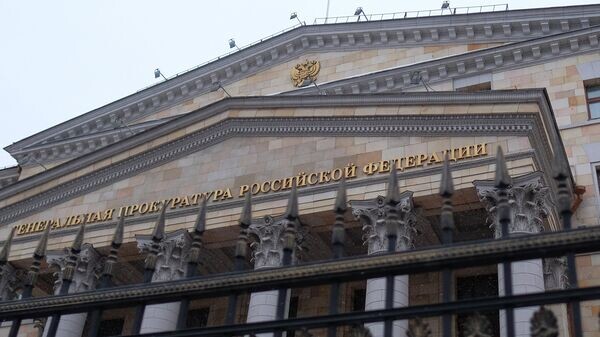 ГЕНЕРАЛЬНАЯ ПРОКУРАТУРА РОССИЙСКОЙ ФЕДЕРАЦИИ